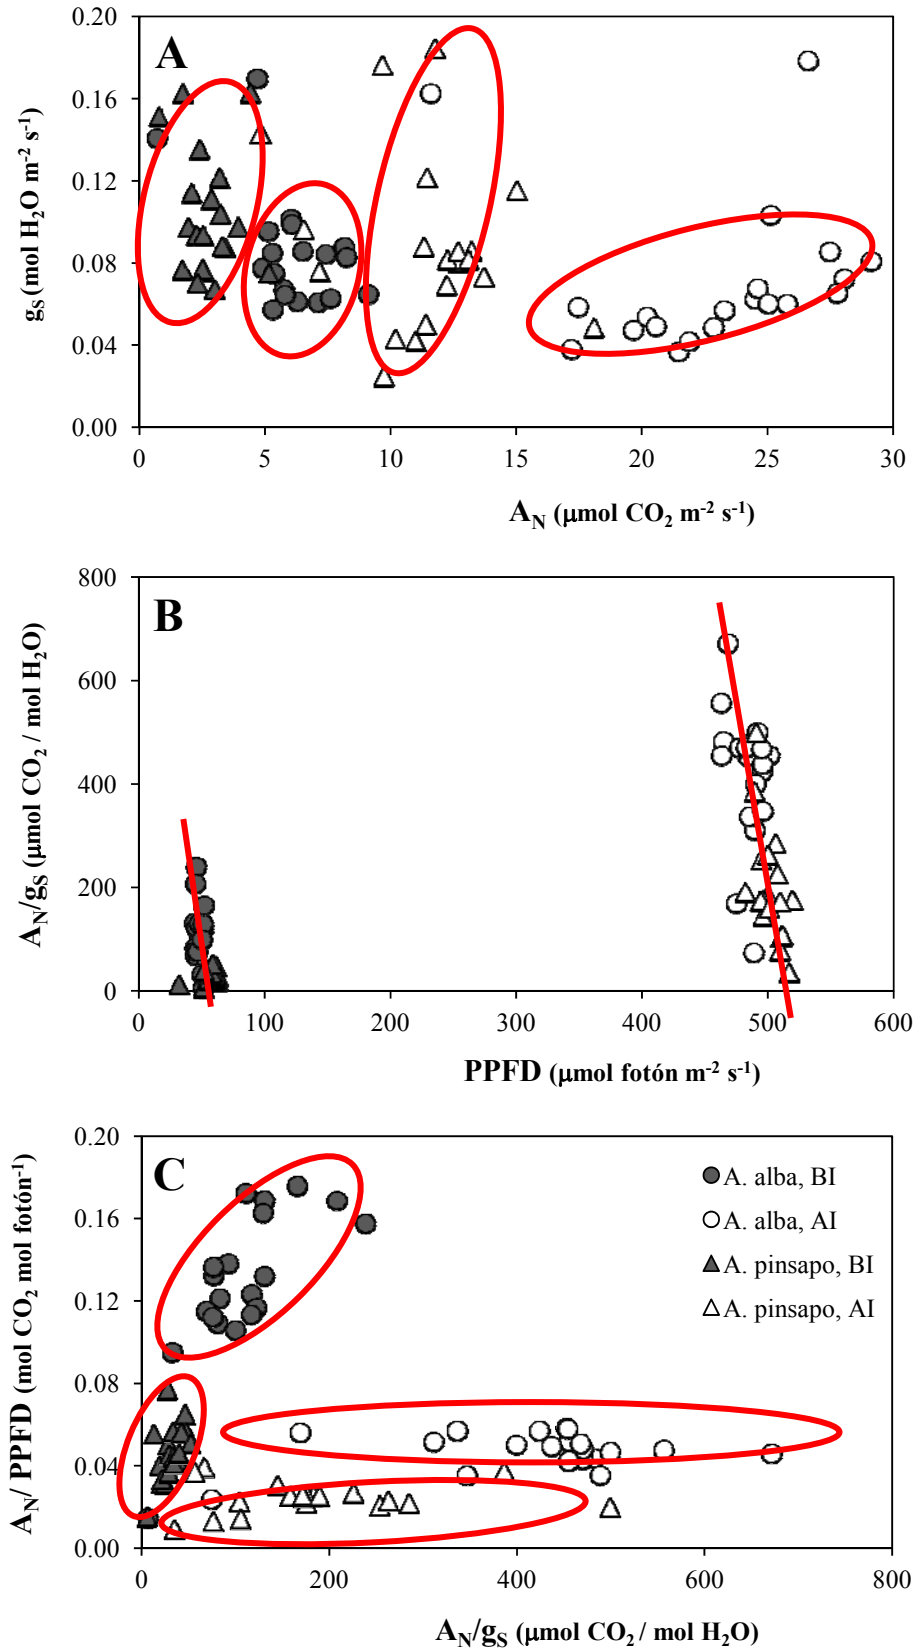 A
0.20
0.16
0.12
0.08
0.04
0.00
gS (mol H2O m-2 s-1)
0 5 10 15 20 25 30
AN (µmol CO2 m-2 s-1)
B
800
600
400
200
0
AN/gS (µmol CO2 / mol H2O)
0 100 200 300 400 500 600
PPFD (µmol fotón m-2 s-1)
C
0.20
0.16
0.12
0.08
0.04
0.00
AN/ PPFD (mol CO2 mol fotón-1)
A. alba, BI
A. alba, AI
A. pinsapo, BI
A. pinsapo, AI
0 200 400 600 800
AN/gS (µmol CO2 / mol H2O)